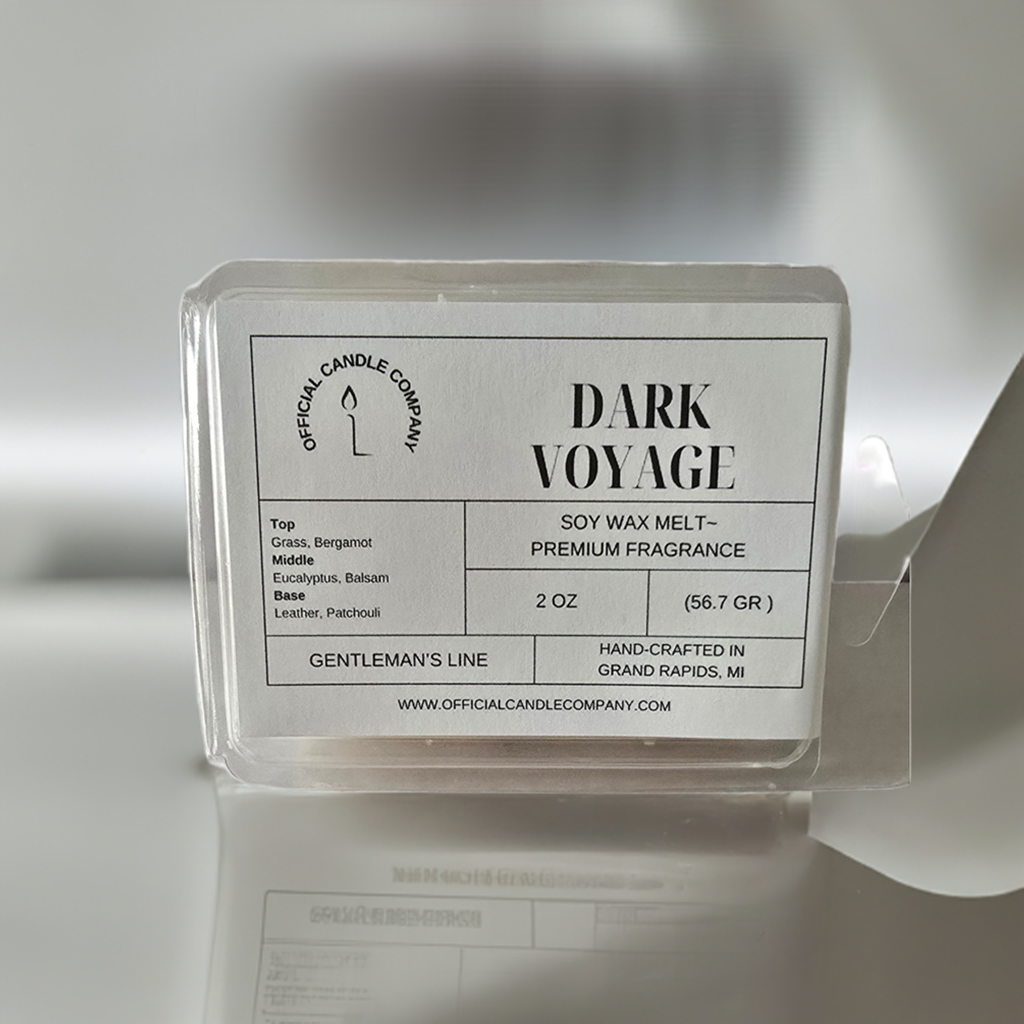 OFFICIAL CANDLE COMPANY
DARK
VOYAGE
Top
Grass, Bergamot
Middle
Eucalyptus, Balsam
Base
Leather, Patchouli
SOY WAX MELT~
PREMIUM FRAGRANCE
2 OZ
(56.7 GR )
GENTLEMAN'S LINE
HAND-CRAFTED IN
GRAND RAPIDS, MI
WWW.OFFICIALCANDLECOMPANY.COM